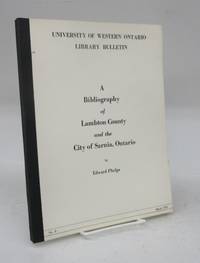 UNIVERSITY OF WESTERN ONTARIO
LIBRARY BULLETIN
A
Bibliography
of
Lambton County
and the
City of Sarnia, Ontario
by
Edward Phelps